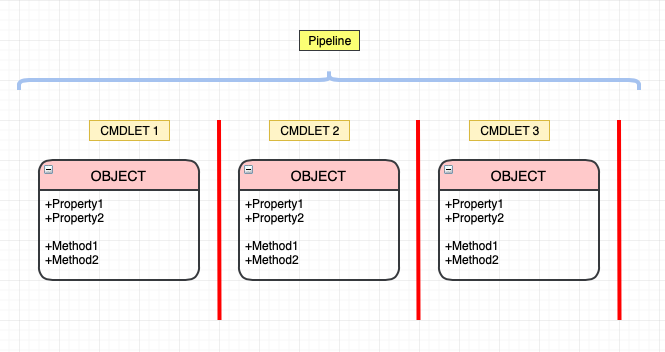 Pipeline
CMDLET 1
CMDLET 2
CMDLET 3
OBJECT
+Property1
+Property2
+Method1
+Method2
OBJECT
+Property1
+Property2
+Method1
+Method2
OBJECT
+Property1
+Property2
+Method1
+Method2